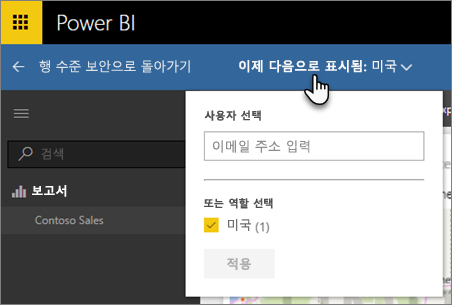 Power BI
행 수준 보안으로 돌아가기
이제 다음으로 표시됨: 미국
사용자 선택
이메일 주소 입력
검색
보고서
또는 역할 선택
Contoso Sales
미국 (1)
적용